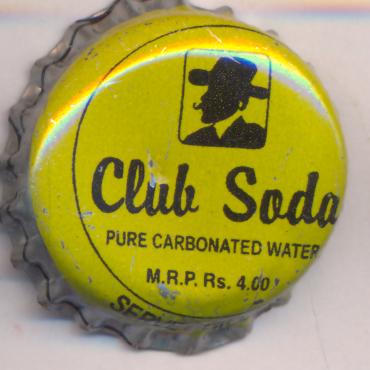 Club Soda
PURE CARBONATED WATER
M.R.P. Rs. 4.00